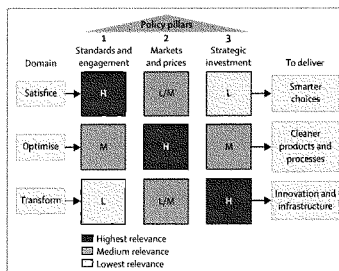 Policy pillars
1 2 3
Standards and Markets Strategic
Domain engagement and prices investment To deliver
Satisfice H L/M L Smarter
choices
Optimise M H M Cleaner
products and
processes
Transform L L/M H Innovation and
infrastructure
Highest relevance
Medium relevance
Lowest relevance